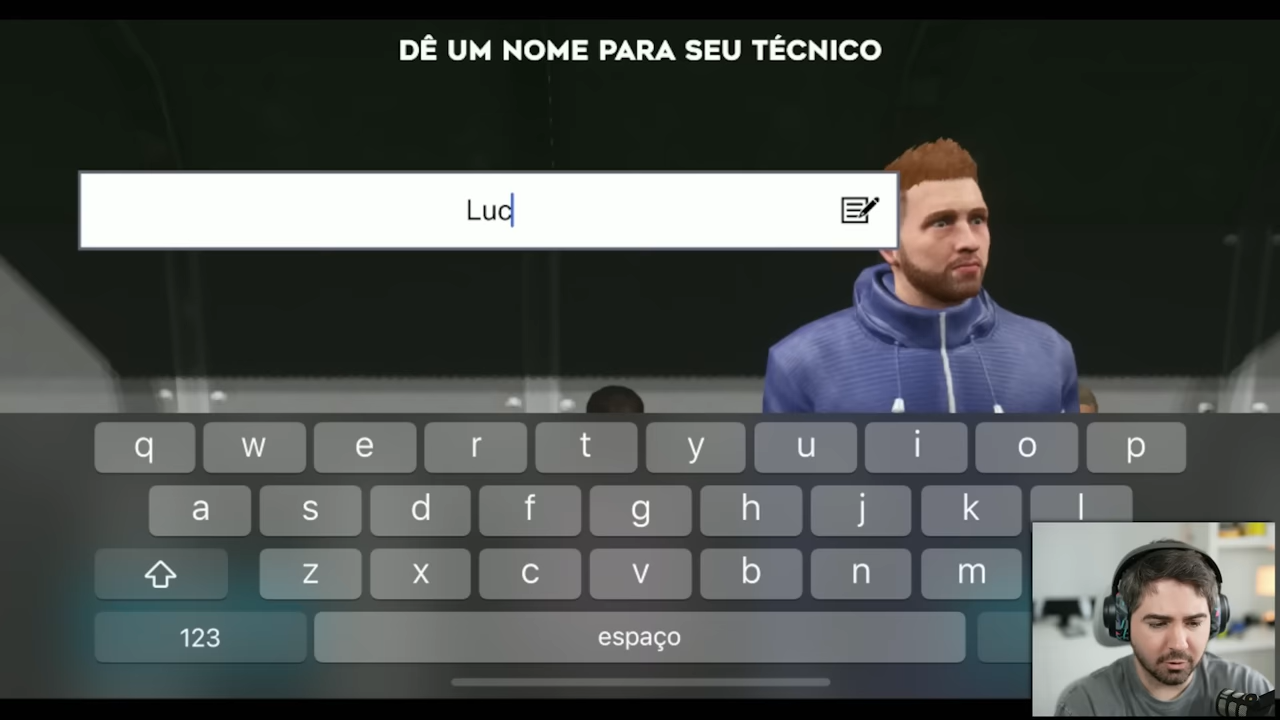 DÊ UM NOME PARA SEU TÉCNICO
Luc
q w e r t y u i o p
a s d f g h j k l
z x c v b n m
123 espaço